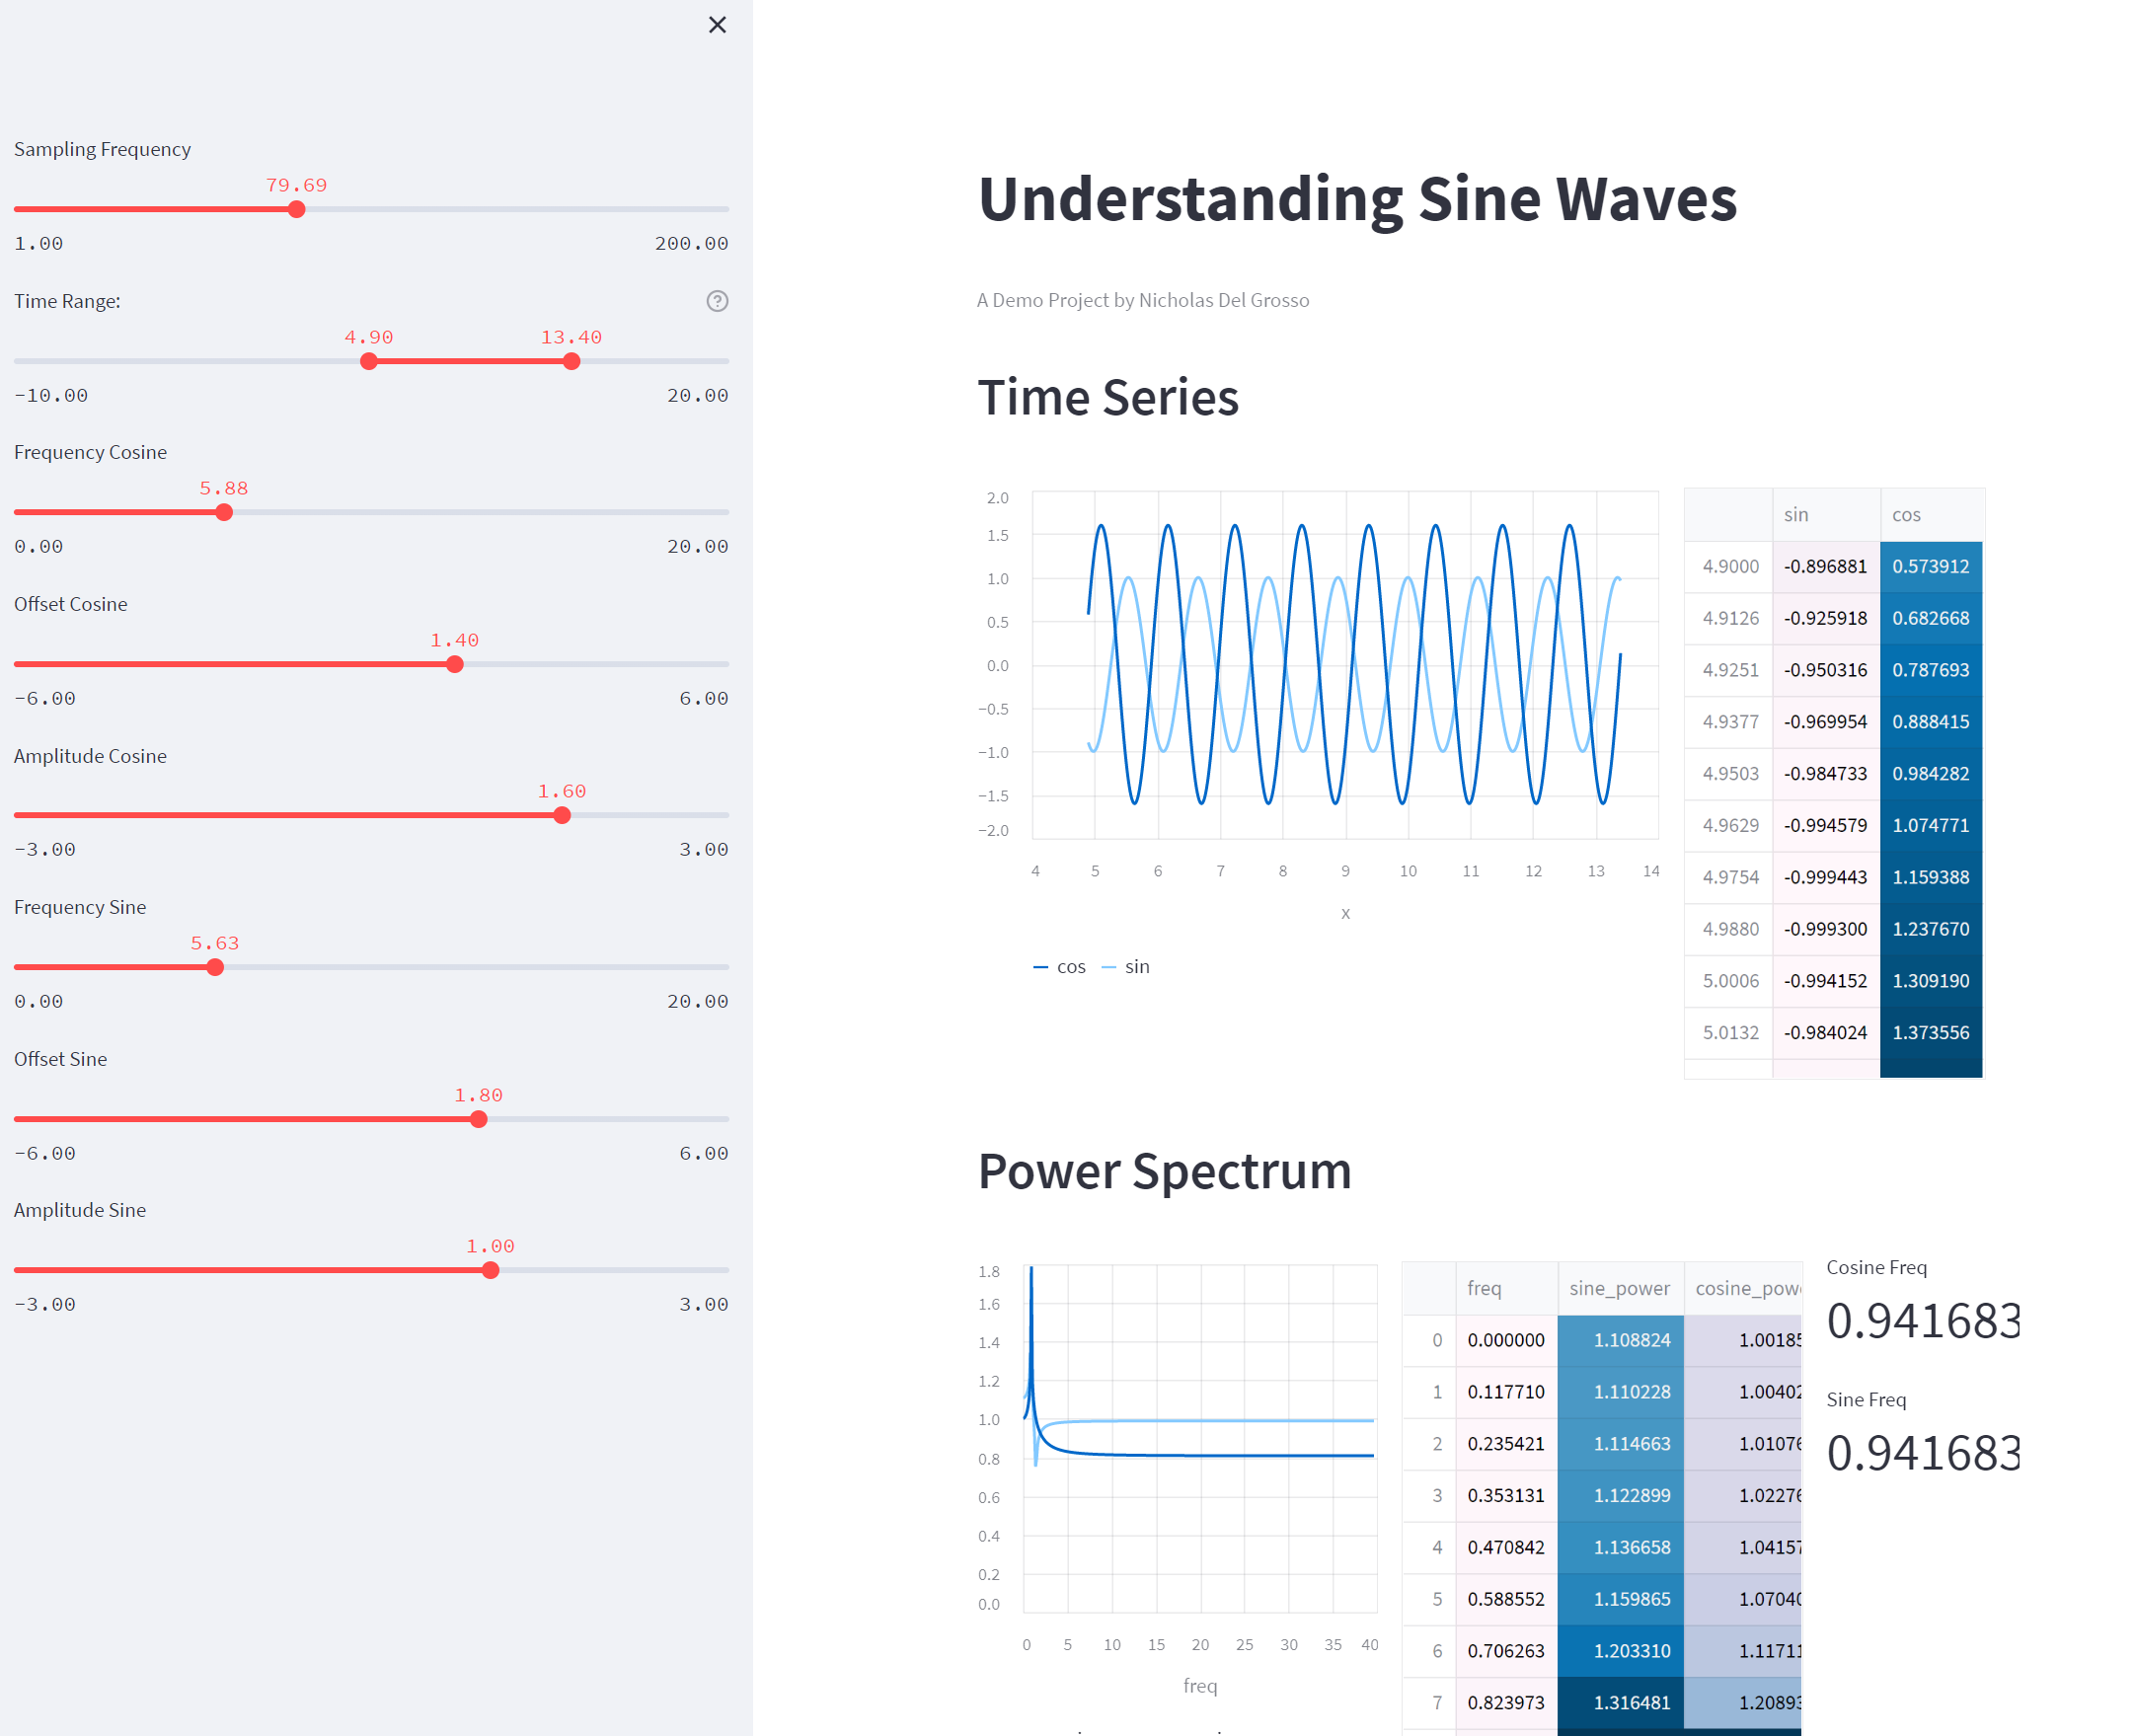 Sampling Frequency
79.69
1.00 200.00
Time Range:
4.90 13.40
-10.00 20.00
Frequency Cosine
5.88
0.00 20.00
Offset Cosine
1.40
-6.00 6.00
Amplitude Cosine
1.60
-3.00 3.00
Frequency Sine
5.63
0.00 20.00
Offset Sine
1.80
-6.00 6.00
Amplitude Sine
1.00
-3.00 3.00
Understanding Sine Waves
A Demo Project by Nicholas Del Grosso
Time Series
2.0
1.5
1.0
0.5
0.0
−0.5
−1.0
−1.5
−2.0
4 5 6 7 8 9 10 11 12 13 14
x
cos sin
sin cos
4.9000 -0.896881 0.573912
4.9126 -0.925918 0.682668
4.9251 -0.950316 0.787693
4.9377 -0.969954 0.888415
4.9503 -0.984733 0.984282
4.9629 -0.994579 1.074771
4.9754 -0.999443 1.159388
4.9880 -0.999300 1.237670
5.0006 -0.994152 1.309190
5.0132 -0.984024 1.373556
Power Spectrum
1.8
1.6
1.4
1.2
1.0
0.8
0.6
0.4
0.2
0.0
0 5 10 15 20 25 30 35 40
freq
freq sine_power cosine_pow
0 0.000000 1.108824 1.00185
1 0.117710 1.110228 1.00402
2 0.235421 1.114663 1.01076
3 0.353131 1.122899 1.02276
4 0.470842 1.136658 1.04157
5 0.588552 1.159865 1.07040
6 0.706263 1.203310 1.11711
7 0.823973 1.316481 1.20893
Cosine Freq
0.941683
Sine Freq
0.941683